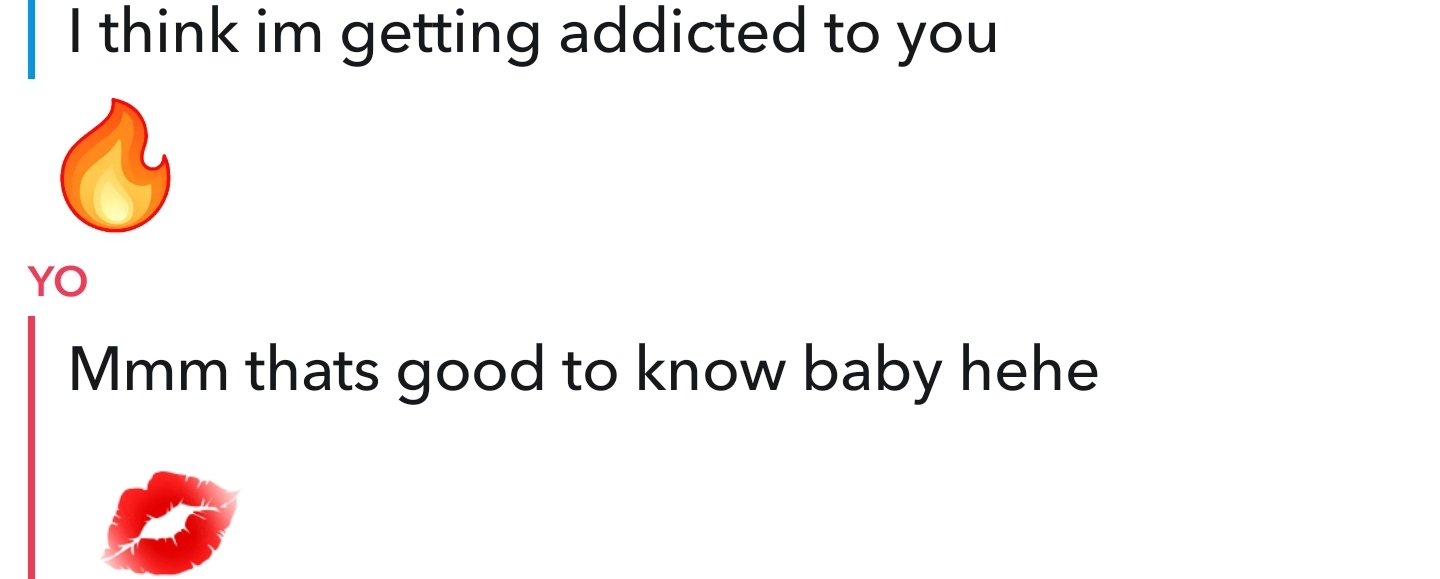 I think im getting addicted to you
🔥
YO
Mmm thats good to know baby hehe
💋